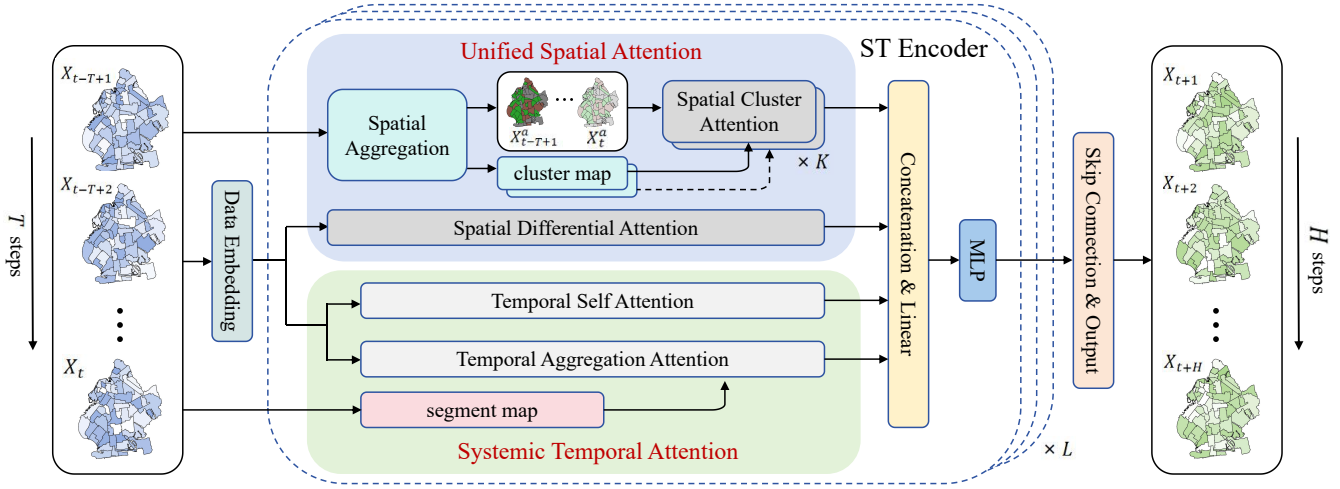 T steps
X_{t-T+1}
X_{t-T+2}
X_t
Data Embedding
ST Encoder
Unified Spatial Attention
Spatial
Aggregation
X^a_{t-T+1}
...
X^a_t
cluster map
Spatial Cluster
Attention
× K
Spatial Differential Attention
Temporal Self Attention
Temporal Aggregation Attention
segment map
Systemic Temporal Attention
Concatenation & Linear
MLP
× L
Skip Connection
& Output
X_{t+1}
X_{t+2}
X_{t+H}
H steps